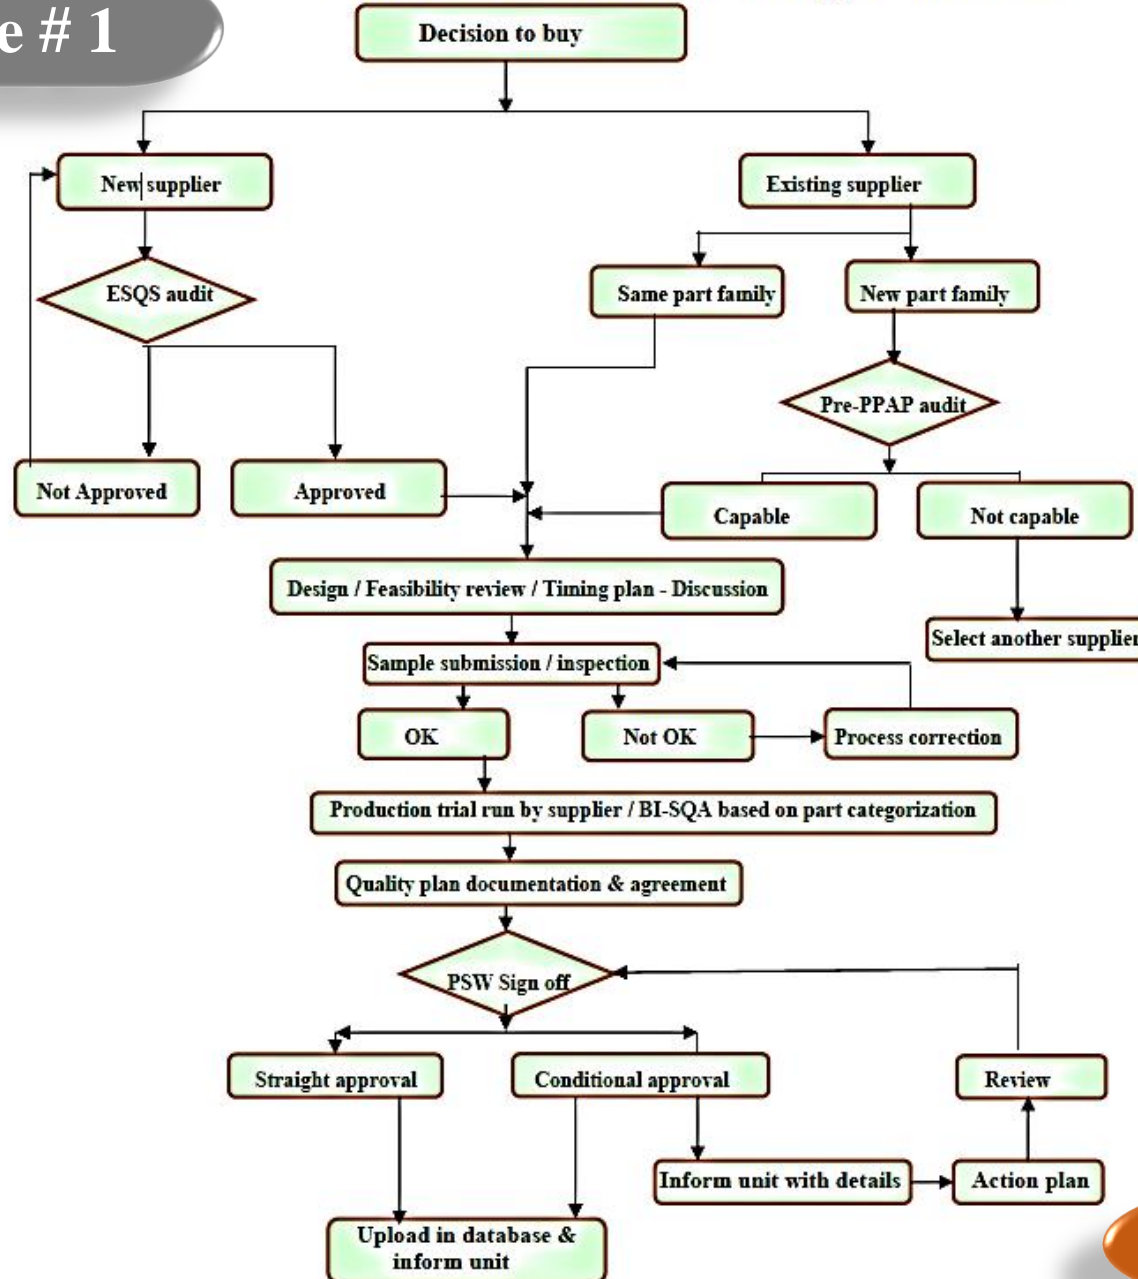 e # 1
Decision to buy
New supplier
Existing supplier
ESQS audit
Same part family
New part family
Pre-PPAP audit
Not Approved
Approved
Capable
Not capable
Design / Feasibility review / Timing plan - Discussion
Select another supplier
Sample submission / inspection
OK
Not OK
Process correction
Production trial run by supplier / BI-SQA based on part categorization
Quality plan documentation & agreement
PSW Sign off
Straight approval
Conditional approval
Review
Inform unit with details
Action plan
Upload in database &
inform unit